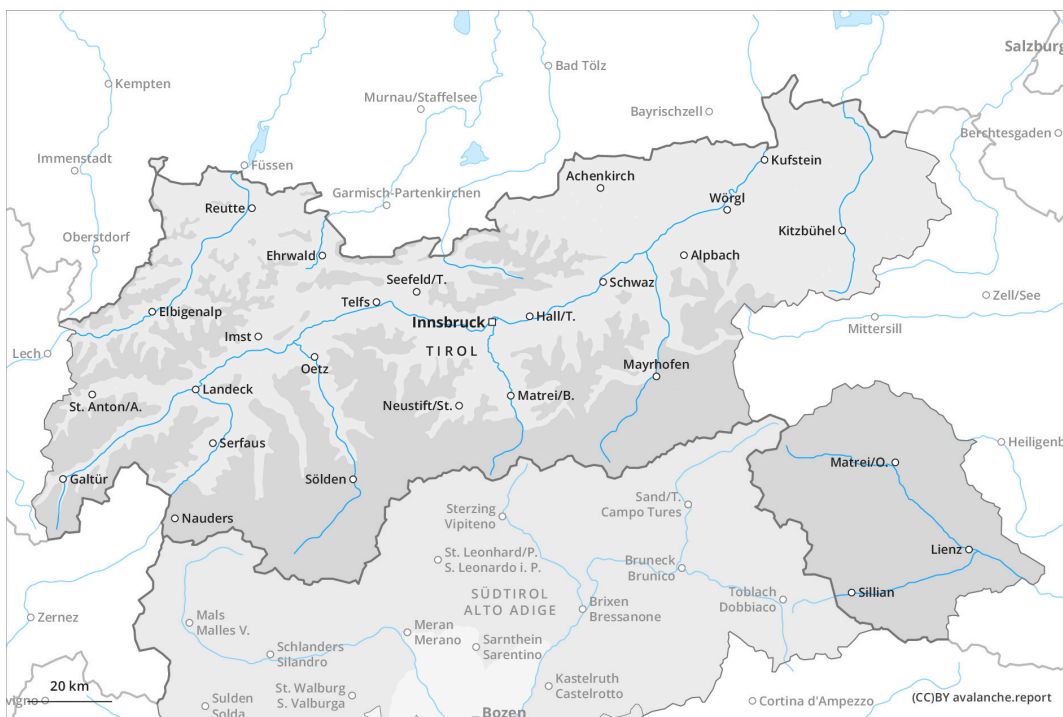 Salzburg
Kempten
Bad Tölz
Murnau/Staffelsee
Bayrischzell
Berchtesgaden
Immenstadt
Füssen
Kufstein
Achenkirch
Garmisch-Partenkirchen
Wörgl
Reutte
Kitzbühel
Oberstdorf
Ehrwald
Alpbach
Seefeld/T.
Schwaz
Zell/See
Telfs
Elbigenalp
Hall/T.
Innsbruck
Mittersill
Imst
TIROL
Lech
Oetz
Mayrhofen
Landeck
St. Anton/A.
Neustift/St.
Matrei/B.
Serfaus
Heiligenb
Matrei/O.
Galtür
Sölden
Sand/T.
Campo Tures
Sterzing
Vipiteno
Nauders
St. Leonhard/P.
S. Leonardo i. P.
Lienz
Bruneck
Brunico
SÜDTIROL
ALTO ADIGE
Sillian
Toblach
Dobbiaco
Brixen
Bressanone
Zernez
Mals
Malles V.
Meran
Merano
Sarnthein
Sarentino
Schlanders
Silandro
Kastelruth
Castelrotto
20 km
St. Walburg
S. Valburga
vigno
Sulden
Solda
Cortina d'Ampezzo
(CC)BY avalanche.report
Bozen